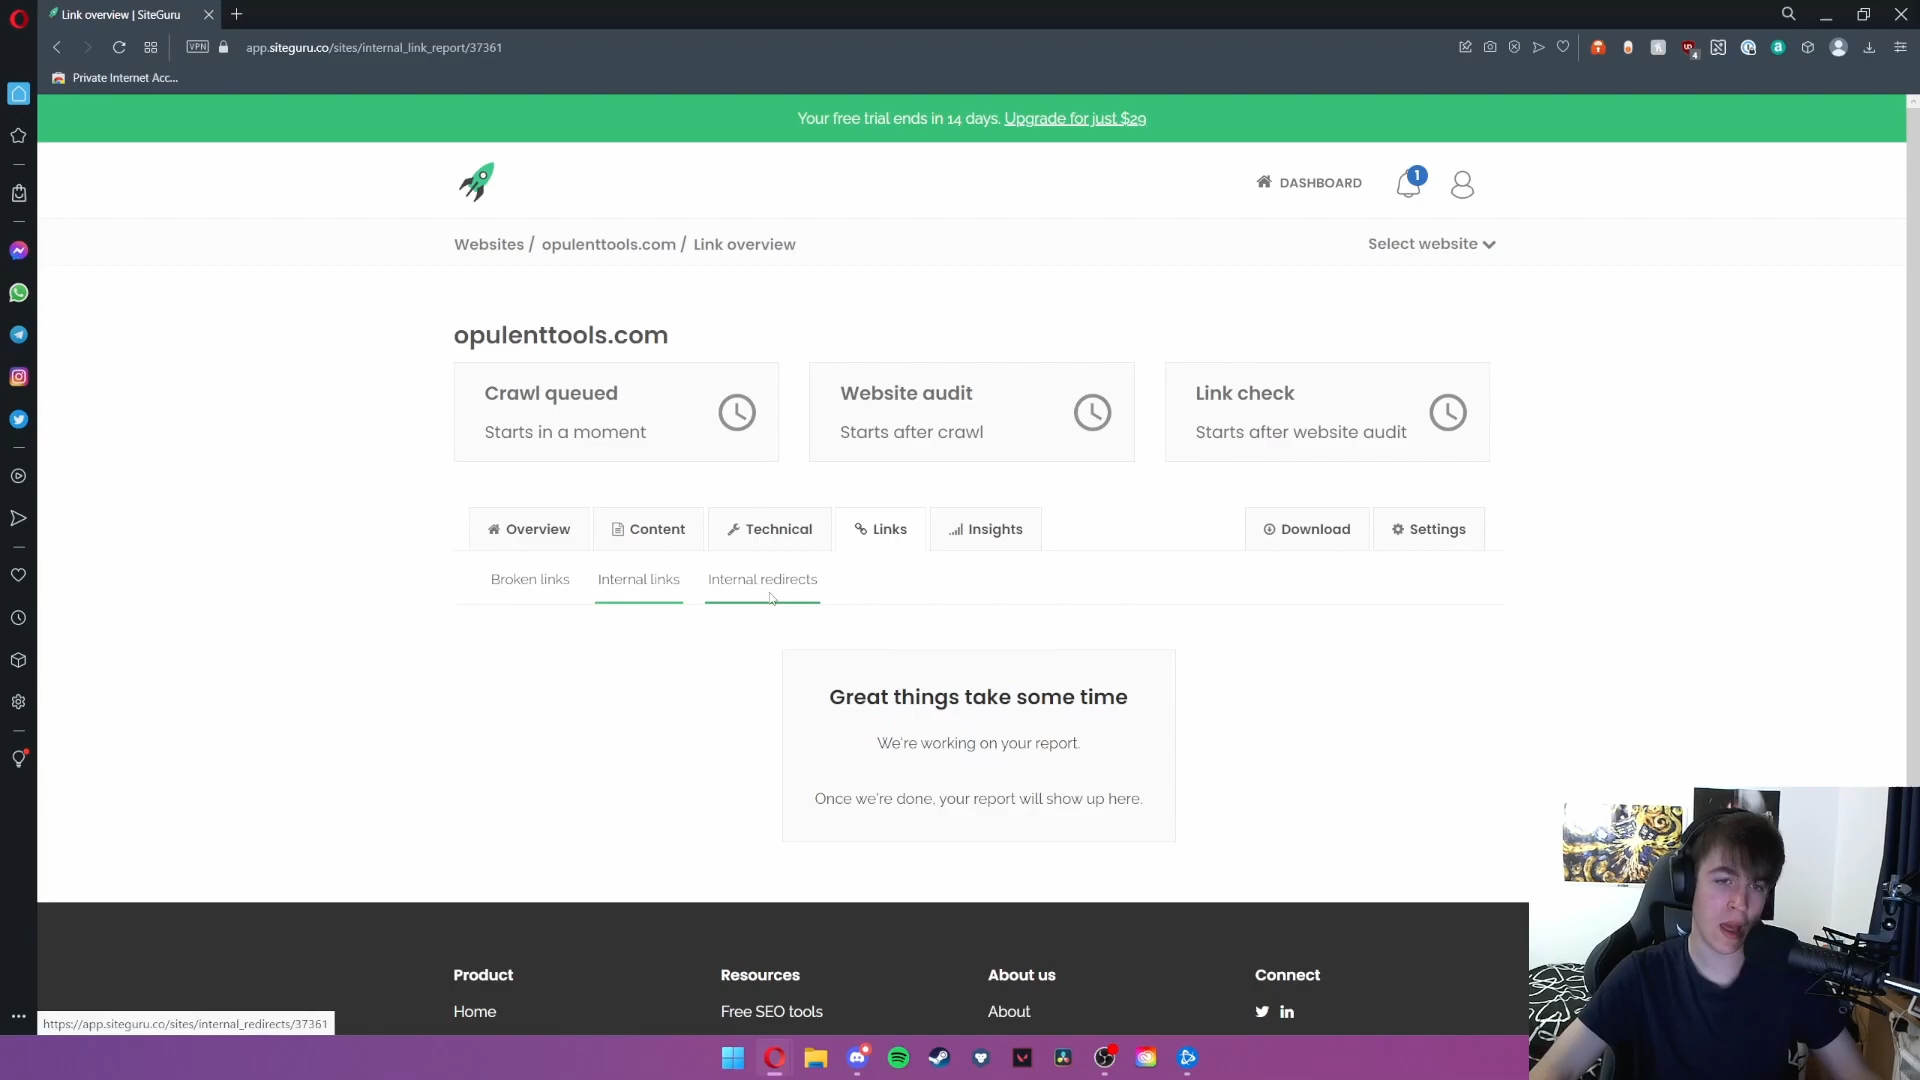 Link overview | SiteGuru
VPN
app.siteguru.co/sites/internal_link_report/37361
4
Private Internet Acc...
Your free trial ends in 14 days. Upgrade for just $29
DASHBOARD
1
Websites / opulenttools.com / Link overview
Select website
opulenttools.com
Crawl queued
Starts in a moment
Website audit
Starts after crawl
Link check
Starts after website audit
Overview
Content
Technical
Links
Insights
Download
Settings
Broken links
Internal links
Internal redirects
Great things take some time
We're working on your report.
Once we're done, your report will show up here.
Product
Resources
About us
Connect
Home
Free SEO tools
About
https://app.siteguru.co/sites/internal_redirects/37361